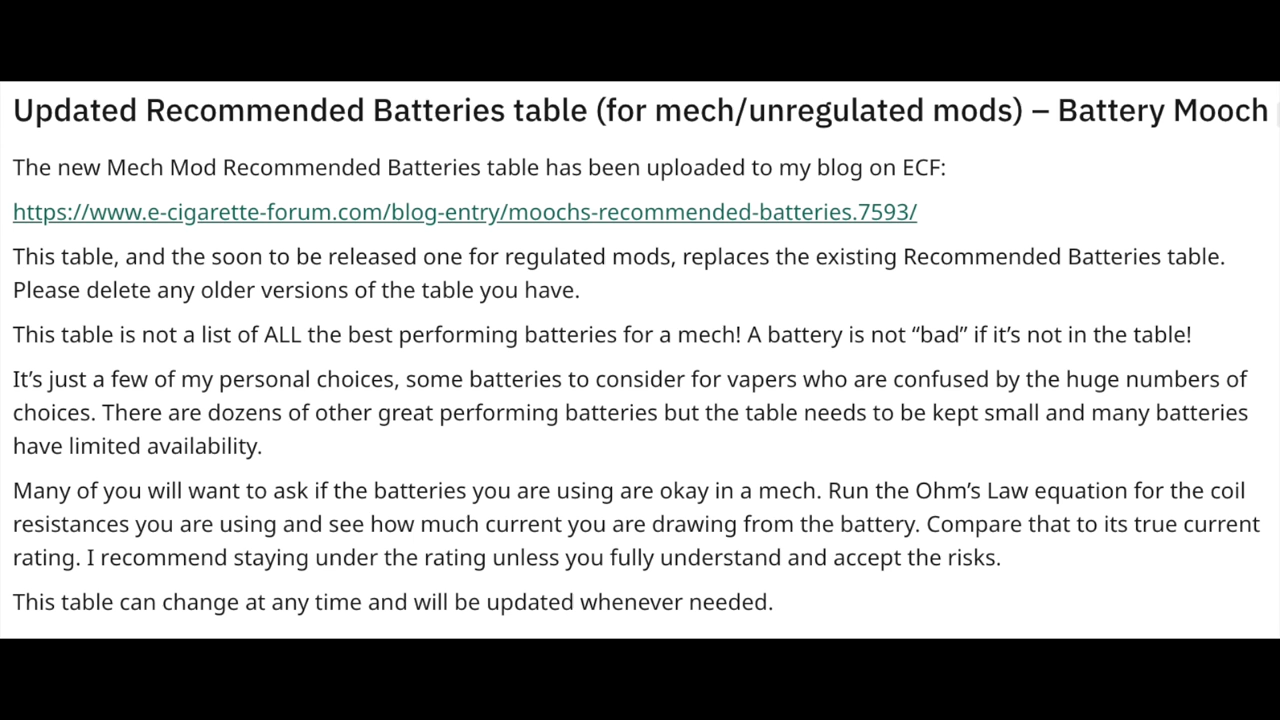 Updated Recommended Batteries table (for mech/unregulated mods) – Battery Mooch
The new Mech Mod Recommended Batteries table has been uploaded to my blog on ECF:
https://www.e-cigarette-forum.com/blog-entry/moochs-recommended-batteries.7593/
This table, and the soon to be released one for regulated mods, replaces the existing Recommended Batteries table.
Please delete any older versions of the table you have.
This table is not a list of ALL the best performing batteries for a mech! A battery is not “bad” if it’s not in the table!
It’s just a few of my personal choices, some batteries to consider for vapers who are confused by the huge numbers of
choices. There are dozens of other great performing batteries but the table needs to be kept small and many batteries
have limited availability.
Many of you will want to ask if the batteries you are using are okay in a mech. Run the Ohm’s Law equation for the coil
resistances you are using and see how much current you are drawing from the battery. Compare that to its true current
rating. I recommend staying under the rating unless you fully understand and accept the risks.
This table can change at any time and will be updated whenever needed.